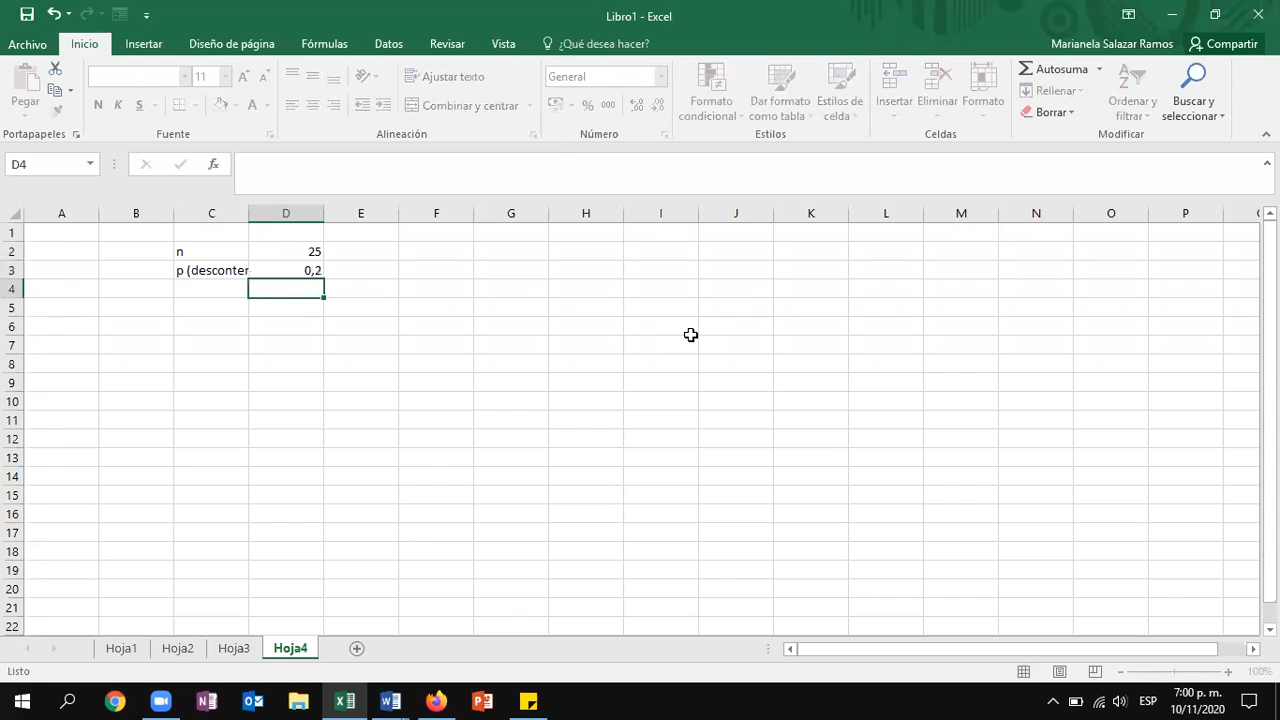 Libro1 - Excel
Archivo Inicio Insertar Diseño de página Fórmulas Datos Revisar Vista ¿Qué desea hacer? Marianela Salazar Ramos Compartir
Pegar
Portapapeles
11
N K S
Fuente
Ajustar texto
Combinar y centrar
Alineación
General
% 000
Número
Formato condicional
Dar formato como tabla
Estilos de celda
Estilos
Insertar Eliminar Formato
Celdas
Autosuma
Rellenar
Borrar
Ordenar y filtrar
Buscar y seleccionar
Modificar
D4 fx
A B C D E F G H I J K L M N O P
1
2 n 25
3 p (desconter 0,2
4
5
6
7
8
9
10
11
12
13
14
15
16
17
18
19
20
21
22
Hoja1 Hoja2 Hoja3 Hoja4
Listo 100%
ESP 7:00 p. m.
10/11/2020